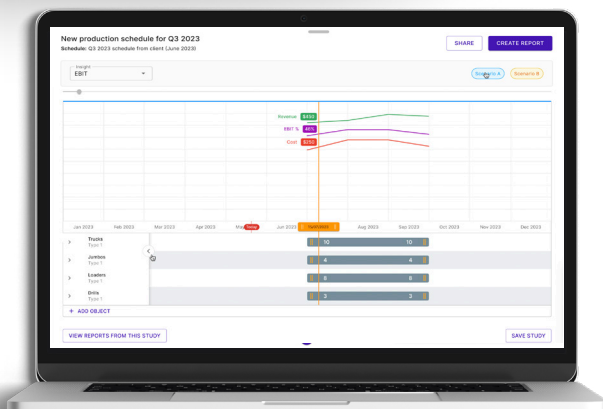 New production schedule for Q3 2023
Schedule: Q3 2023 schedule from client (June 2023)
SHARE
CREATE REPORT
Insight
EBIT
Scenario A
Scenario B
Revenue $450
EBIT % 46%
Cost $250
Jan 2023 Feb 2023 Mar 2023 Apr 2023 May Jun 2023 Aug 2023 Sep 2023 Oct 2023 Nov 2023 Dec 2023
Trucks
Type 1
10 10
Jumbos
Type 1
4 4
Loaders
Type 1
Drills
Type 1
3 3
+ ADD OBJECT
VIEW REPORTS FROM THIS STUDY
SAVE STUDY